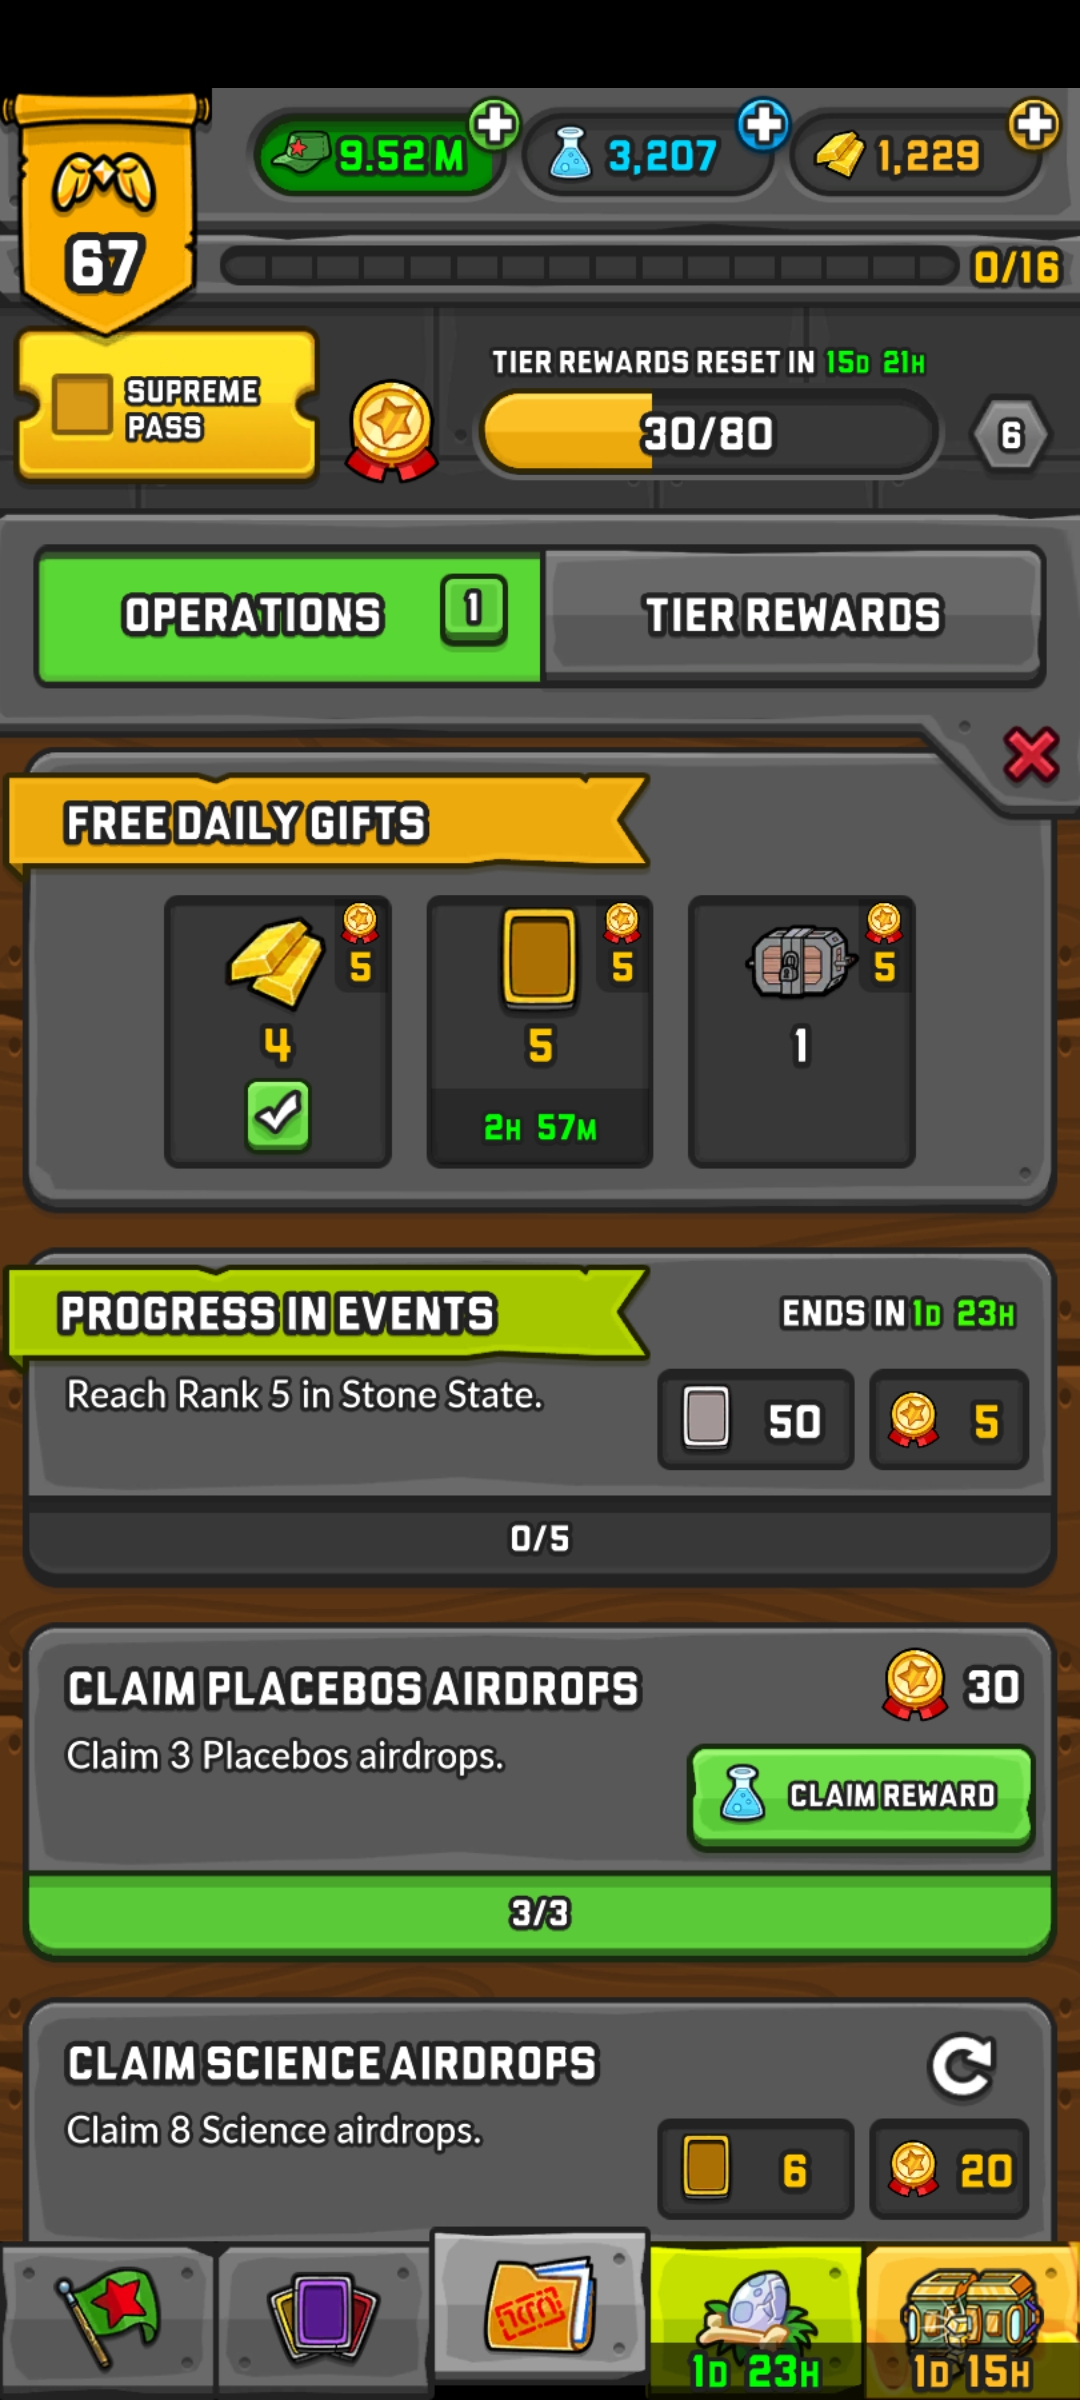 9.52M
3,207
1,229
67
0/16
SUPREME
PASS
TIER REWARDS RESET IN 15D 21H
30/80
6
OPERATIONS
1
TIER REWARDS
FREE DAILY GIFTS
5
5
5
4
5
1
2H 57M
PROGRESS IN EVENTS
ENDS IN 1D 23H
Reach Rank 5 in Stone State.
50
5
0/5
CLAIM PLACEBOS AIRDROPS
30
Claim 3 Placebos airdrops.
CLAIM REWARD
3/3
CLAIM SCIENCE AIRDROPS
Claim 8 Science airdrops.
6
20
1D 23H
1D 15H